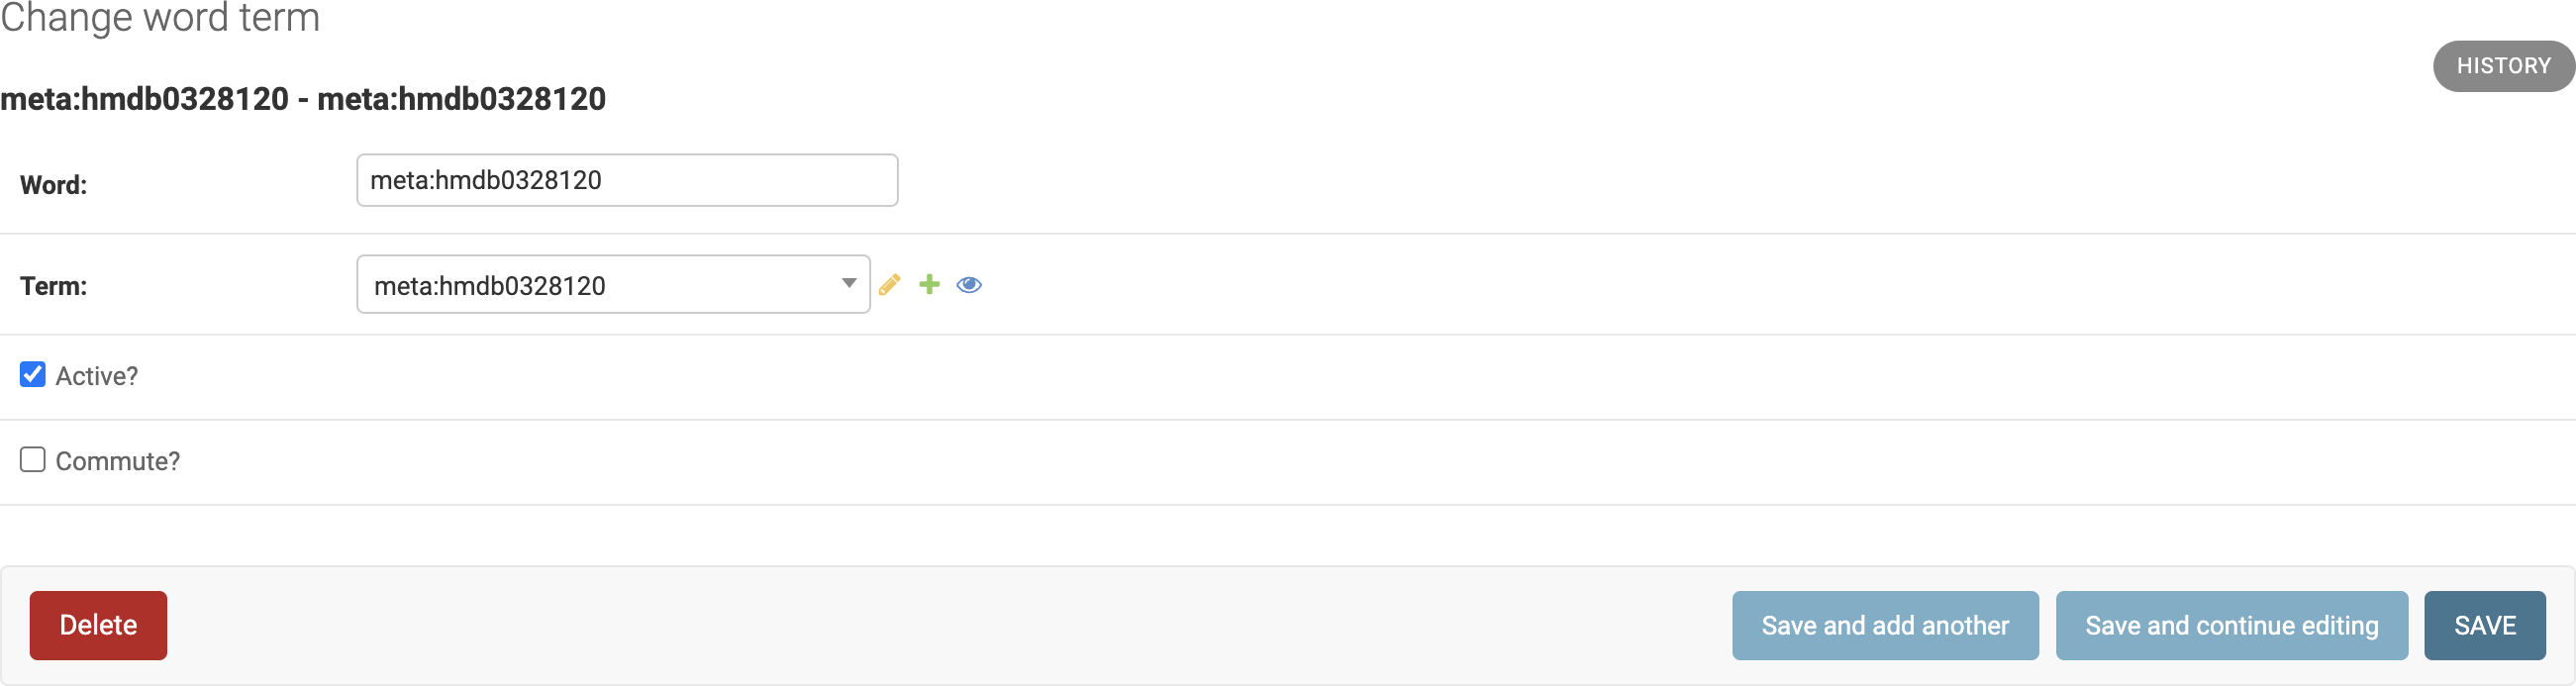 Change word term
HISTORY
meta:hmdb0328120 - meta:hmdb0328120
Word: meta:hmdb0328120
Term: meta:hmdb0328120
Active?
Commute?
Delete Save and add another Save and continue editing SAVE